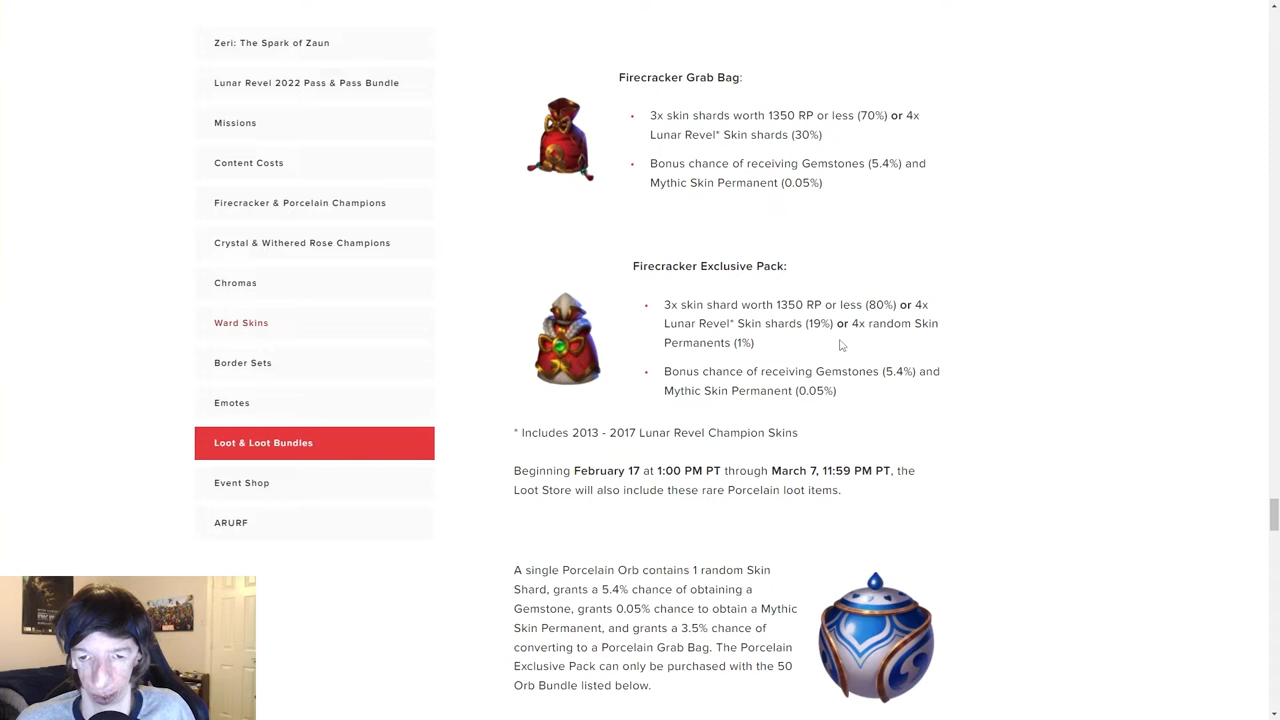 Zeri: The Spark of Zaun
Lunar Revel 2022 Pass & Pass Bundle
Missions
Content Costs
Firecracker & Porcelain Champions
Crystal & Withered Rose Champions
Chromas
Ward Skins
Border Sets
Emotes
Loot & Loot Bundles
Event Shop
ARURF
Firecracker Grab Bag:
• 3x skin shards worth 1350 RP or less (70%) or 4x
Lunar Revel* Skin shards (30%)
• Bonus chance of receiving Gemstones (5.4%) and
Mythic Skin Permanent (0.05%)
Firecracker Exclusive Pack:
• 3x skin shard worth 1350 RP or less (80%) or 4x
Lunar Revel* Skin shards (19%) or 4x random Skin
Permanents (1%)
• Bonus chance of receiving Gemstones (5.4%) and
Mythic Skin Permanent (0.05%)
* Includes 2013 - 2017 Lunar Revel Champion Skins
Beginning February 17 at 1:00 PM PT through March 7, 11:59 PM PT, the
Loot Store will also include these rare Porcelain loot items.
A single Porcelain Orb contains 1 random Skin
Shard, grants a 5.4% chance of obtaining a
Gemstone, grants 0.05% chance to obtain a Mythic
Skin Permanent, and grants a 3.5% chance of
converting to a Porcelain Grab Bag. The Porcelain
Exclusive Pack can only be purchased with the 50
Orb Bundle listed below.